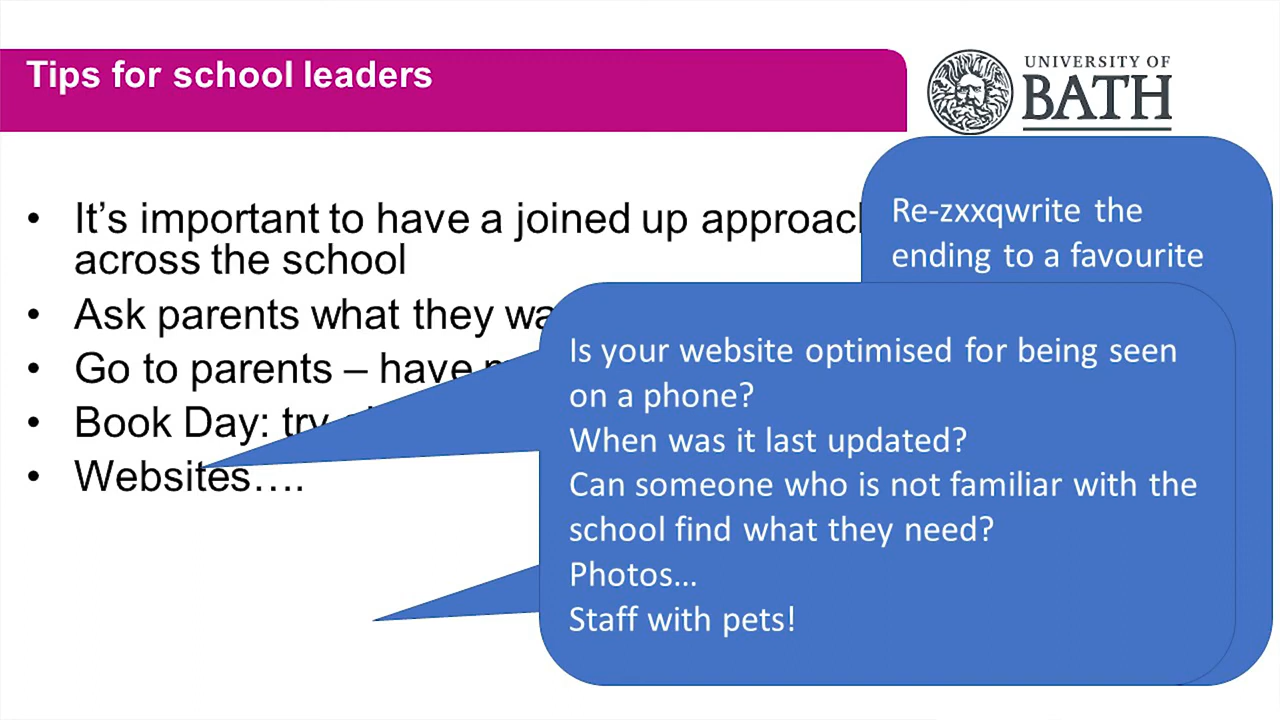 Tips for school leaders
UNIVERSITY OF
BATH
• It's important to have a joined up
across the school
• Ask parents what they
• Go to parents – have
• Book Day: try
• Websites….
Re-zxxqwrite the
ending to a favourite
Is your website optimised for being seen
on a phone?
When was it last updated?
Can someone who is not familiar with the
school find what they need?
Photos…
Staff with pets!